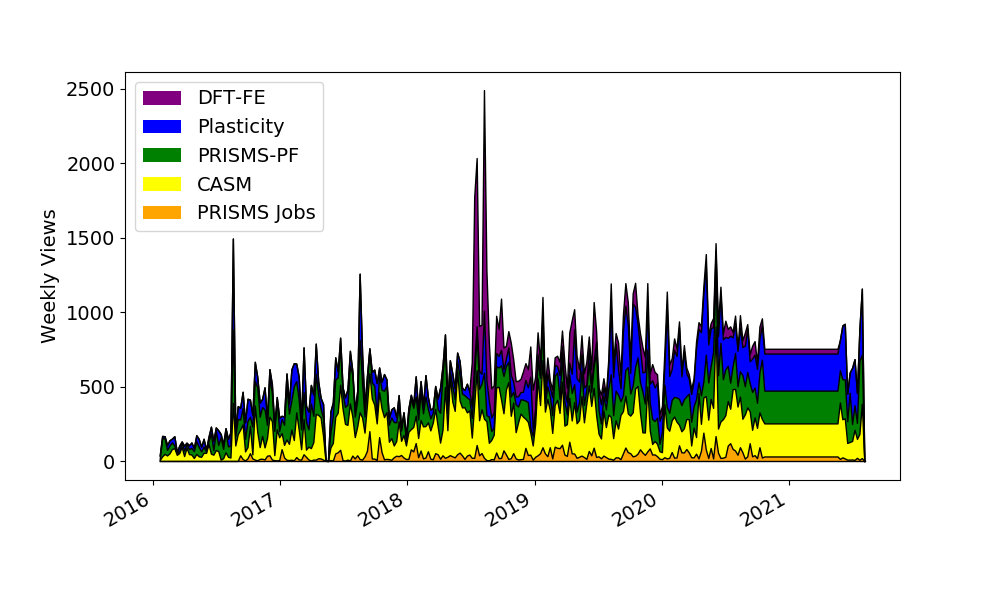 2500
2000
1500
1000
500
0
Weekly Views
DFT-FE
Plasticity
PRISMS-PF
CASM
PRISMS Jobs
2016
2017
2018
2019
2020
2021